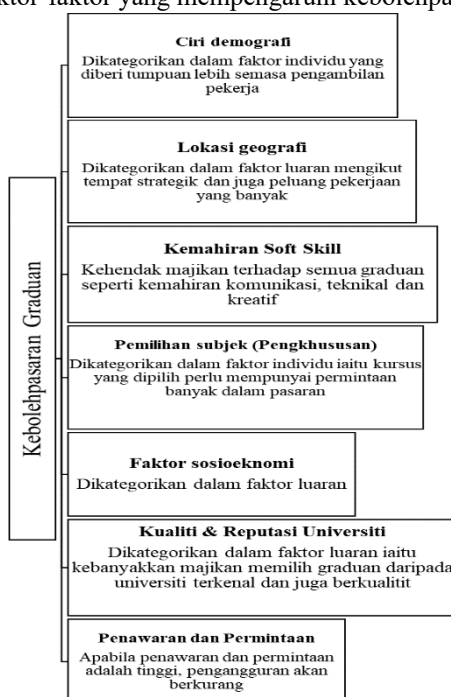 faktor yang mempengaruhi
Ciri demografi
Dikategorikan dalam faktor individu yang
diberi tumpuan lebih semasa pengambilan
pekerja
Lokasi geografi
Dikategorikan dalam faktor luaran mengikut
tempat strategik dan juga peluang pekerjaan
yang banyak
Kemahiran Soft Skill
Kehendak majikan terhadap semua graduan
seperti kemahiran komunikasi, teknikal dan
kreatif
Kebolehpasaran Graduan
Pemilihan subjek (Pengkhususan)
Dikategorikan dalam faktor individu iaitu kursus
yang dipilih perlu mempunyai permintaan
banyak dalam pasaran
Faktor sosioeknomi
Dikategorikan dalam faktor luaran
Kualiti & Reputasi Universiti
Dikategorikan dalam faktor luaran iaitu
kebanyakkan majikan memilih graduan daripada
universiti terkenal dan juga berkualitit
Penawaran dan Permintaan
Apabila penawaran dan permintaan
adalah tinggi, pengangguran akan
berkurang